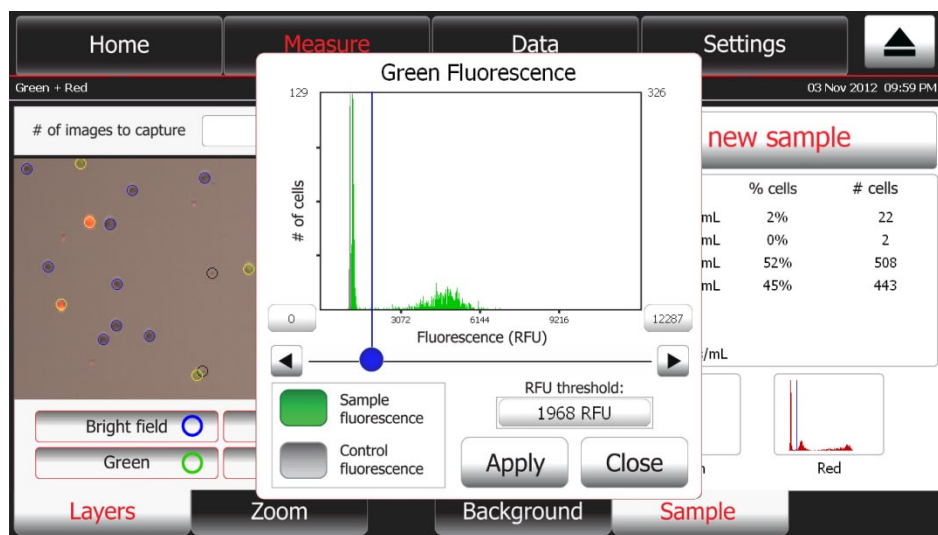 Home Measure Data Settings
Green + Red 03 Nov 2012 09:59 PM
Green Fluorescence
129 326
# of cells
0 3072 6144 9216 12287
Fluorescence (RFU)
Sample
fluorescence
Control
fluorescence
RFU threshold:
1968 RFU
Apply Close
# of images to capture
new sample
% cells # cells
mL 2% 22
mL 0% 2
mL 52% 508
mL 45% 443
/mL
Bright field
Green
Red
Layers Zoom Background Sample